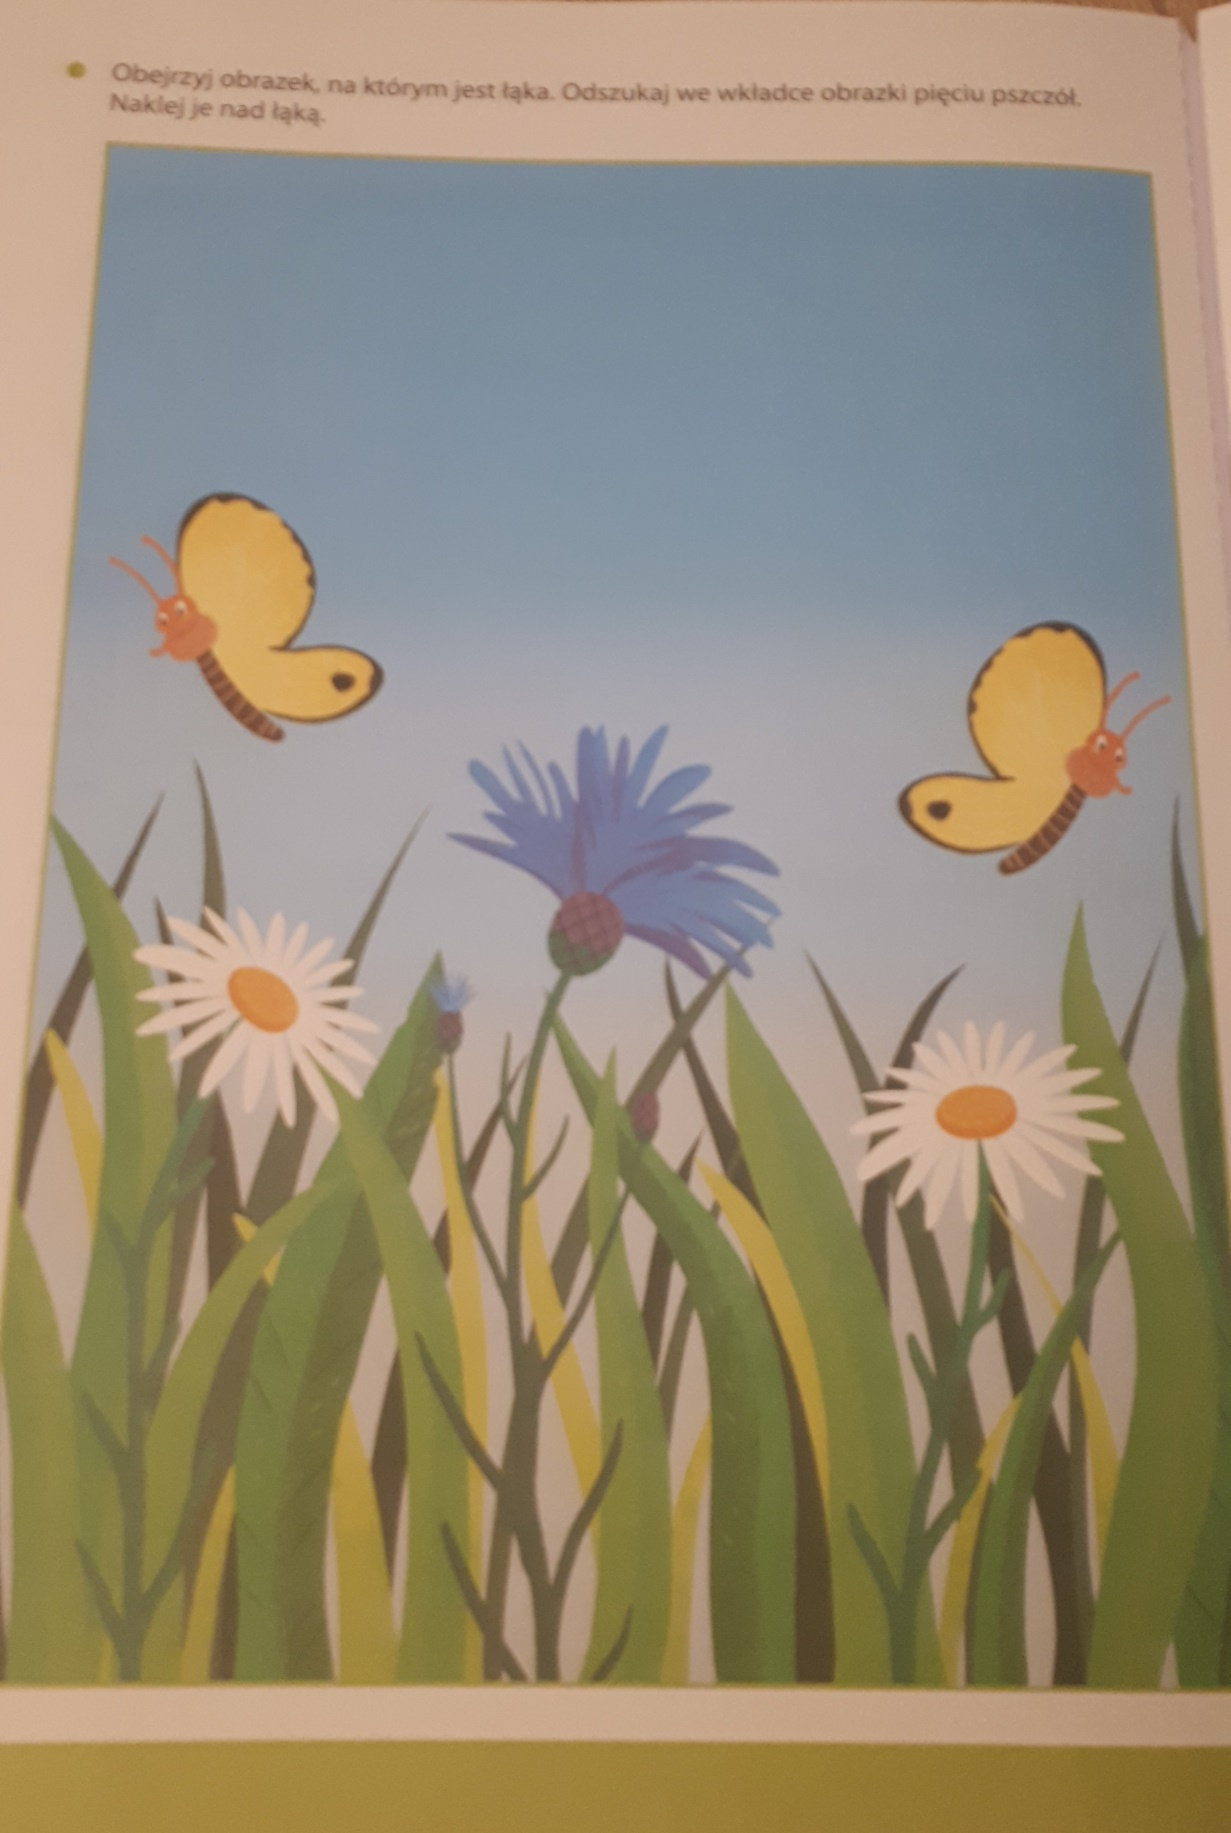 Obejrzyj obrazek, na którym jest łąka. Odszukaj we wkładce obrazki pięciu pszczół.
Naklej je nad łąką.